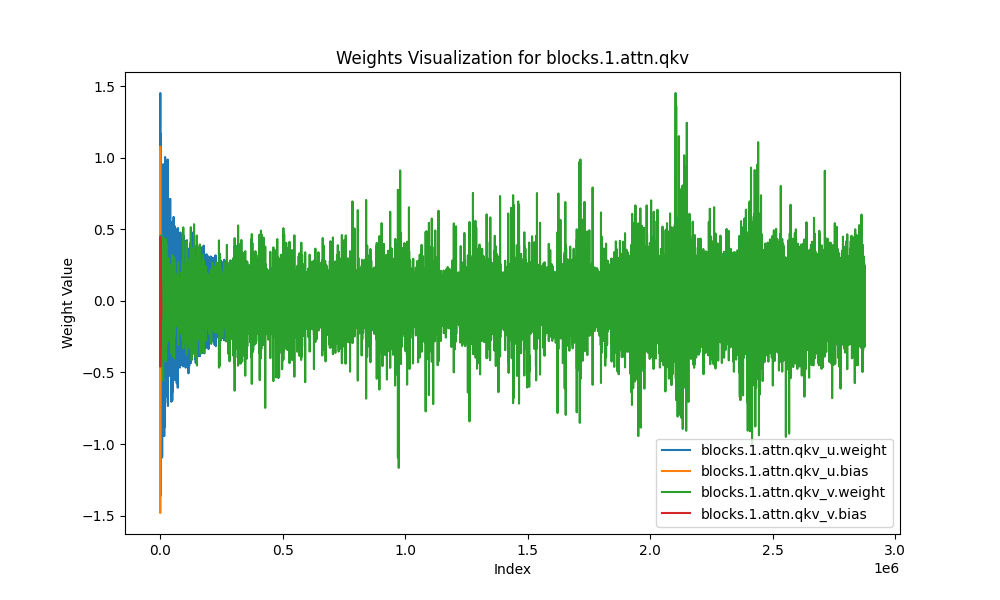 Weights Visualization for blocks.1.attn.qkv
Weight Value
1.5
1.0
0.5
0.0
−0.5
−1.0
−1.5
blocks.1.attn.qkv_u.weight
blocks.1.attn.qkv_u.bias
blocks.1.attn.qkv_v.weight
blocks.1.attn.qkv_v.bias
0.0 0.5 1.0 1.5 2.0 2.5 3.0
1e6
Index